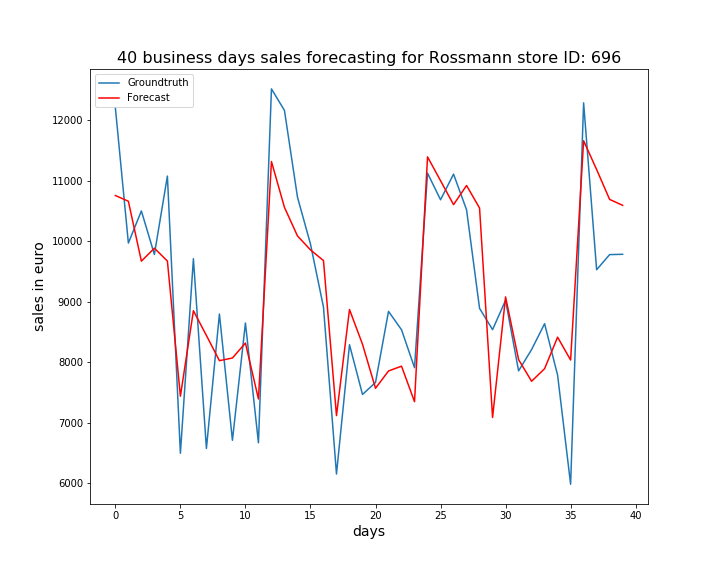 40 business days sales forecasting for Rossmann store ID: 696
Groundtruth
Forecast
12000
11000
10000
9000
8000
7000
6000
sales in euro
0 5 10 15 20 25 30 35 40
days